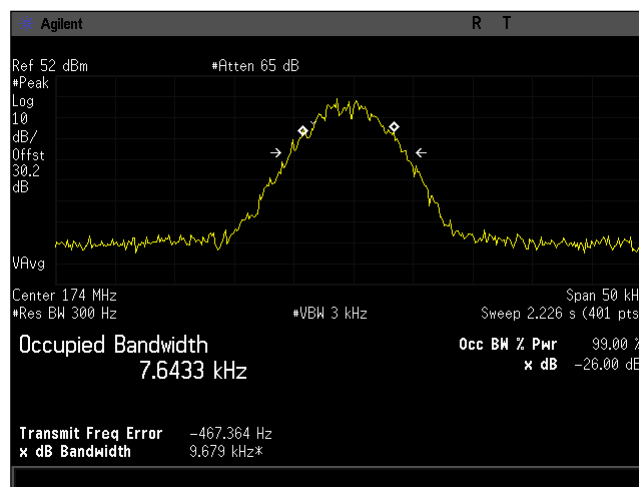 Agilent R T
Ref 52 dBm #Atten 65 dB
#Peak
Log
10
dB/
Offst
30.2
dB
VAvg
Center 174 MHz Span 50 kH
#Res BW 300 Hz #VBW 3 kHz Sweep 2.226 s (401 pts
Occupied Bandwidth Occ BW % Pwr 99.00 %
7.6433 kHz x dB -26.00 dB
Transmit Freq Error -467.364 Hz
x dB Bandwidth 9.679 kHz*